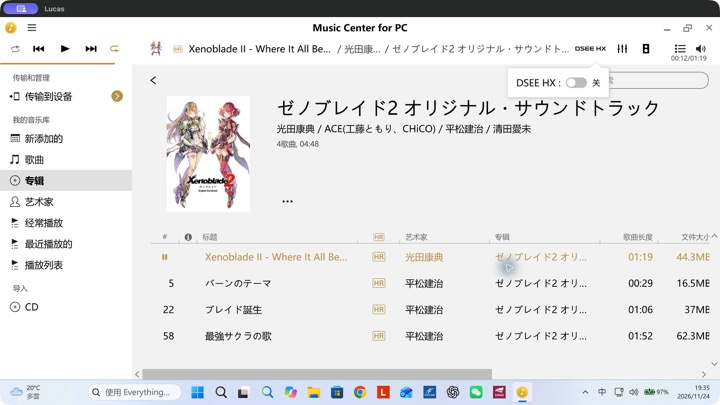 Lucas
Music Center for PC
HR Xenoblade II - Where It All Be... / 光田康... / ゼノブレイド2 オリジナル・サウンドト...
DSEE HX
00:12/01:19
DSEE HX : 关
索
传输和管理
传输到设备
我的音乐库
新添加的
歌曲
专辑
艺术家
经常播放
最近播放的
播放列表
导入
CD
Xenoblade 2
Original Soundtrack
ゼノブレイド2 オリジナル・サウンドトラック
光田康典 / ACE(工藤ともり、CHiCO) / 平松建治 / 清田愛未
4歌曲, 04:48
...
# 标题 HR 艺术家 专辑 歌曲长度 文件大小
Xenoblade II - Where It All Be... HR 光田康典 ゼノブレイド2 オリ... 01:19 44.3MB
5 バーンのテーマ HR 平松建治 ゼノブレイド2 オリ... 00:29 16.5MB
22 ブレイド誕生 HR 平松建治 ゼノブレイド2 オリ... 01:06 37MB
58 最強サクラの歌 HR 平松建治 ゼノブレイド2 オリ... 01:52 62.3MB
20°C
多雲
使用 Everything...
L
中
97%
19:35
2026/11/24